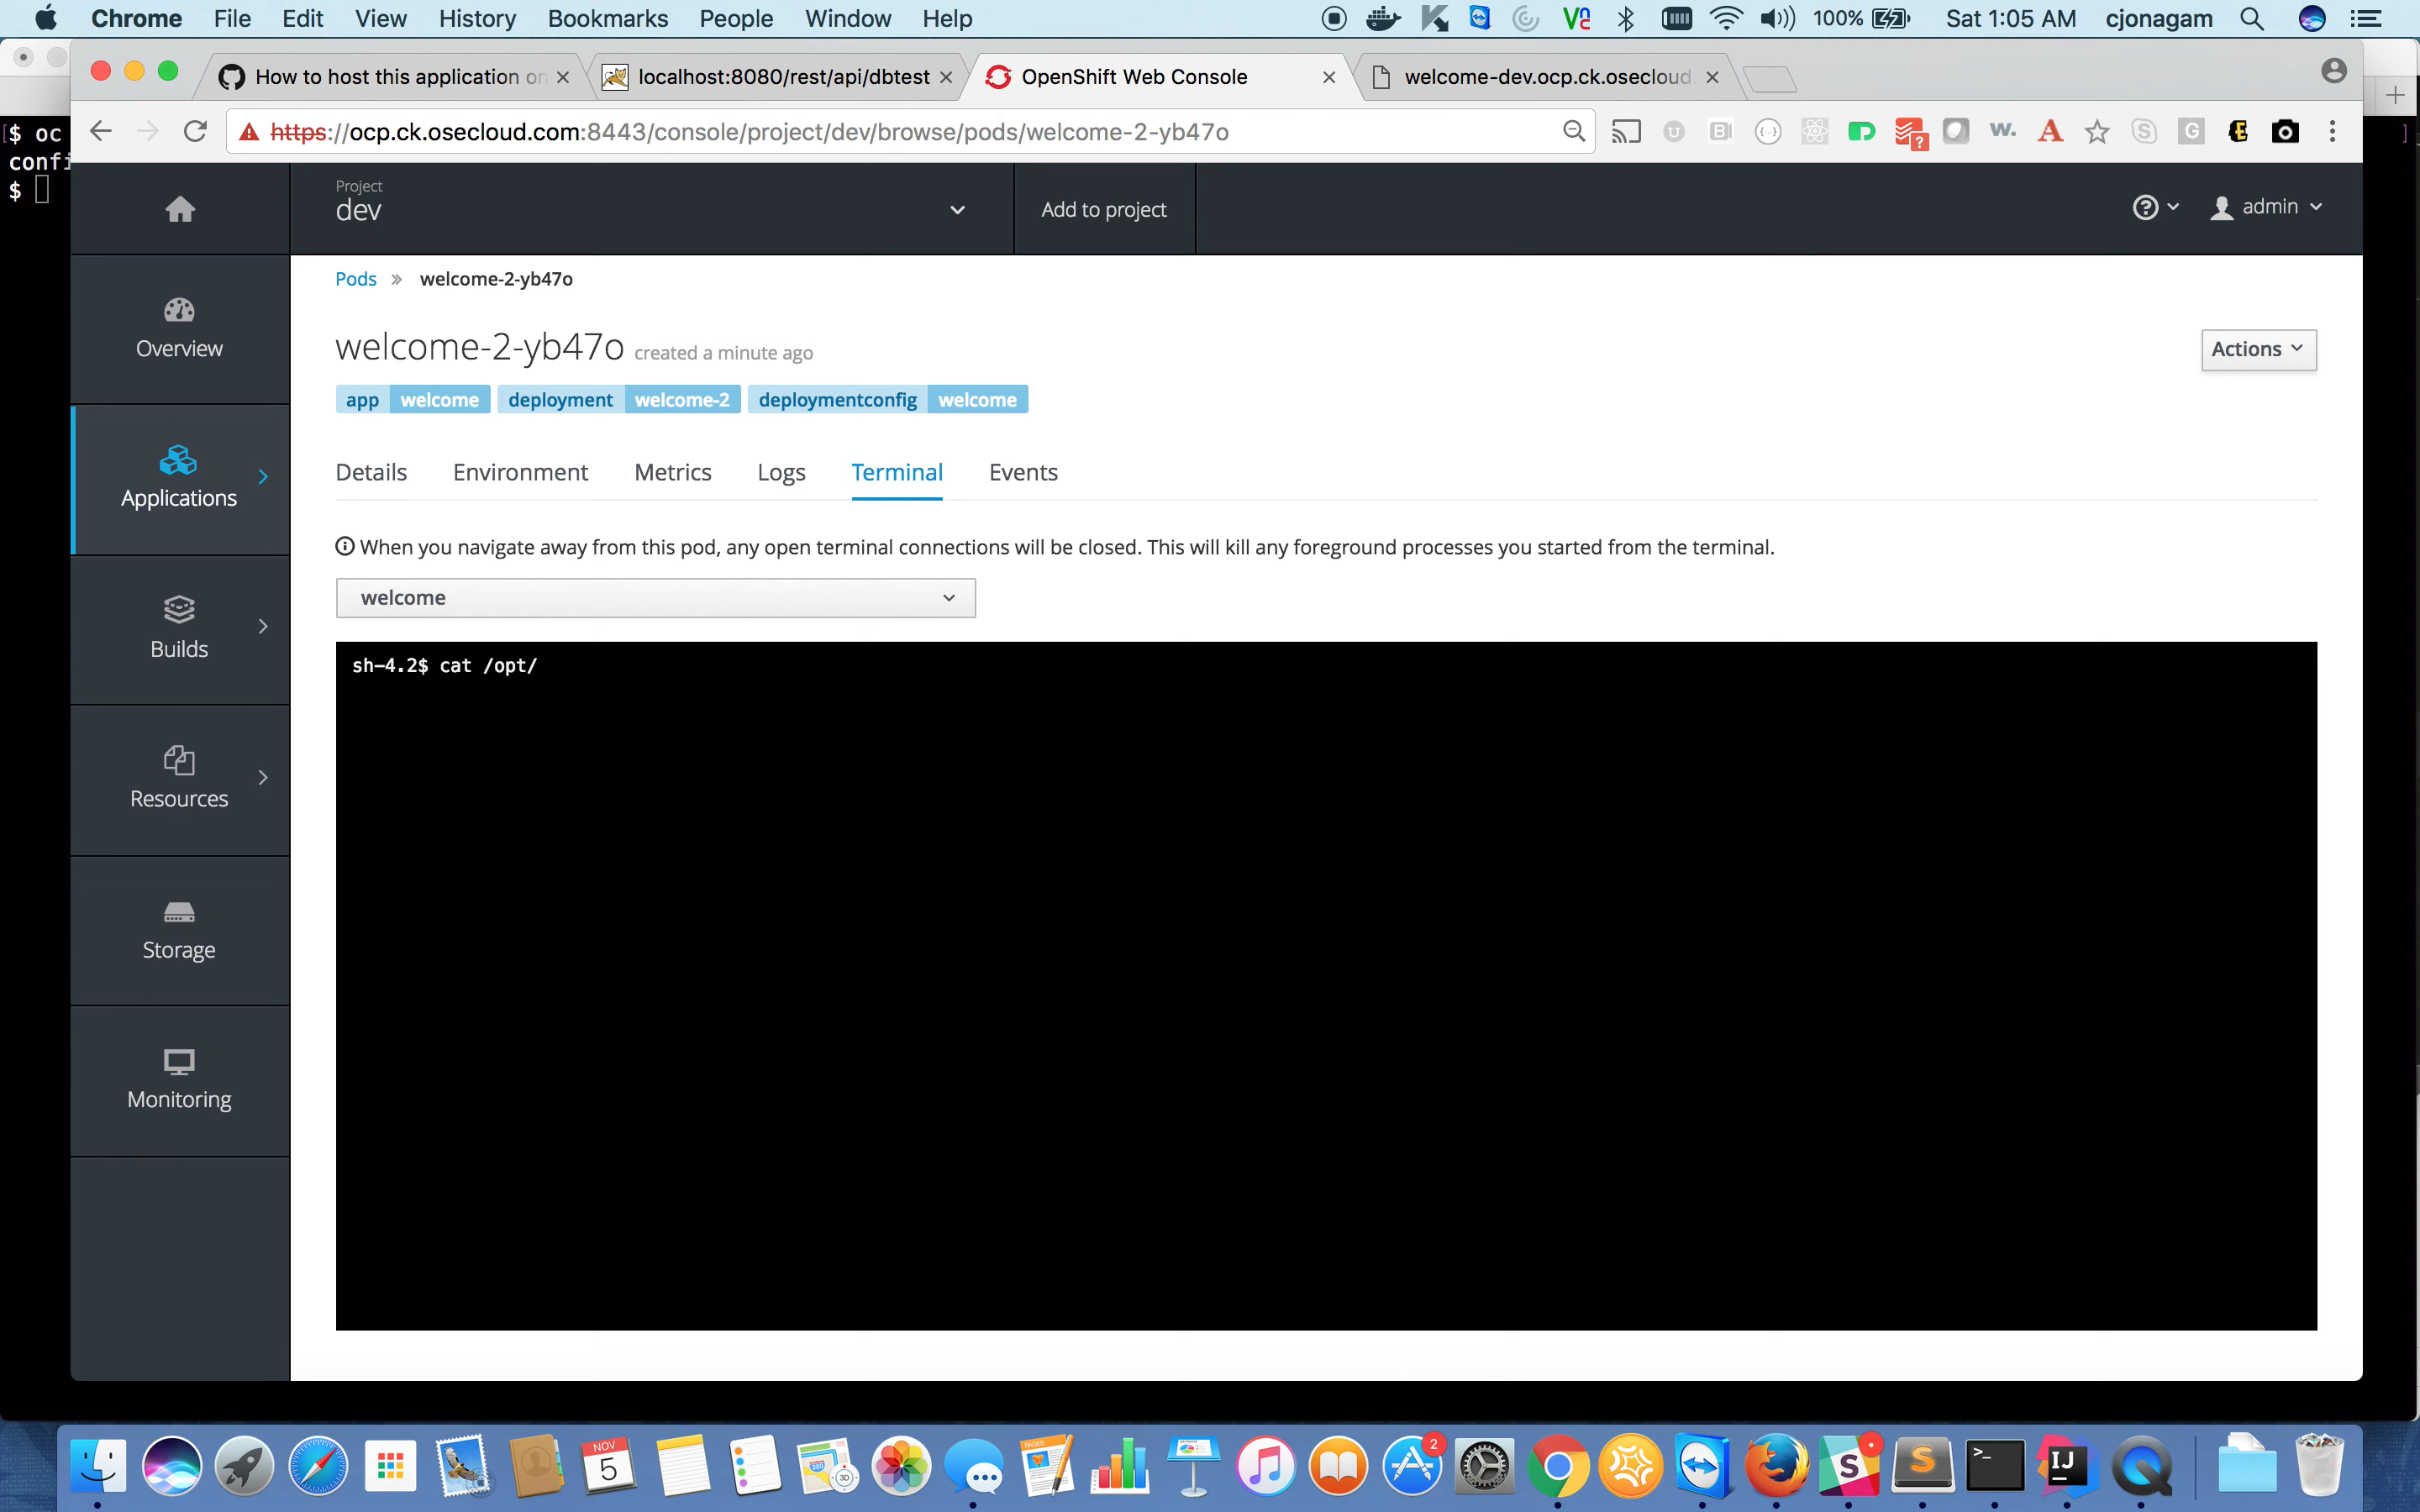 Chrome File Edit View History Bookmarks People Window Help 100% Sat 1:05 AM cjonagam
How to host this application on
localhost:8080/rest/api/dbtest
OpenShift Web Console
welcome-dev.ocp.ck.osecloud.
https://ocp.ck.osecloud.com:8443/console/project/dev/browse/pods/welcome-2-yb47o
[$ oc
confi
$
]
Project
dev
Add to project
admin
Overview
Applications
Builds
Resources
Storage
Monitoring
Pods » welcome-2-yb47o
welcome-2-yb47o created a minute ago
Actions
app welcome deployment welcome-2 deploymentconfig welcome
Details Environment Metrics Logs Terminal Events
When you navigate away from this pod, any open terminal connections will be closed. This will kill any foreground processes you started from the terminal.
welcome
sh-4.2$ cat /opt/
NOV
5
PAGES
3D
2
S
S
>_
IJ